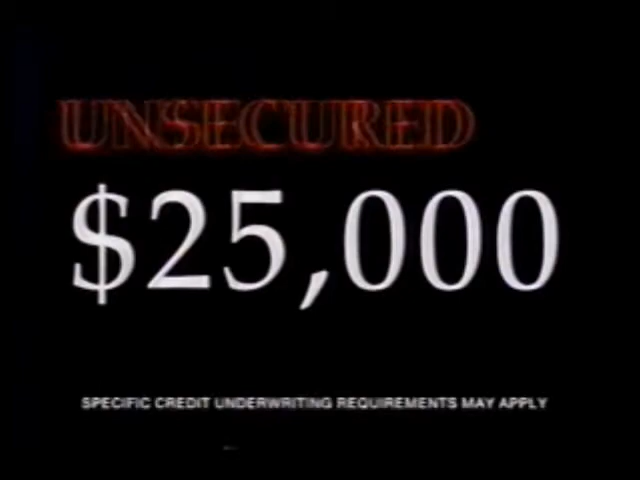 UNSECURED
$25,000
SPECIFIC CREDIT UNDERWRITING REQUIREMENTS MAY APPLY